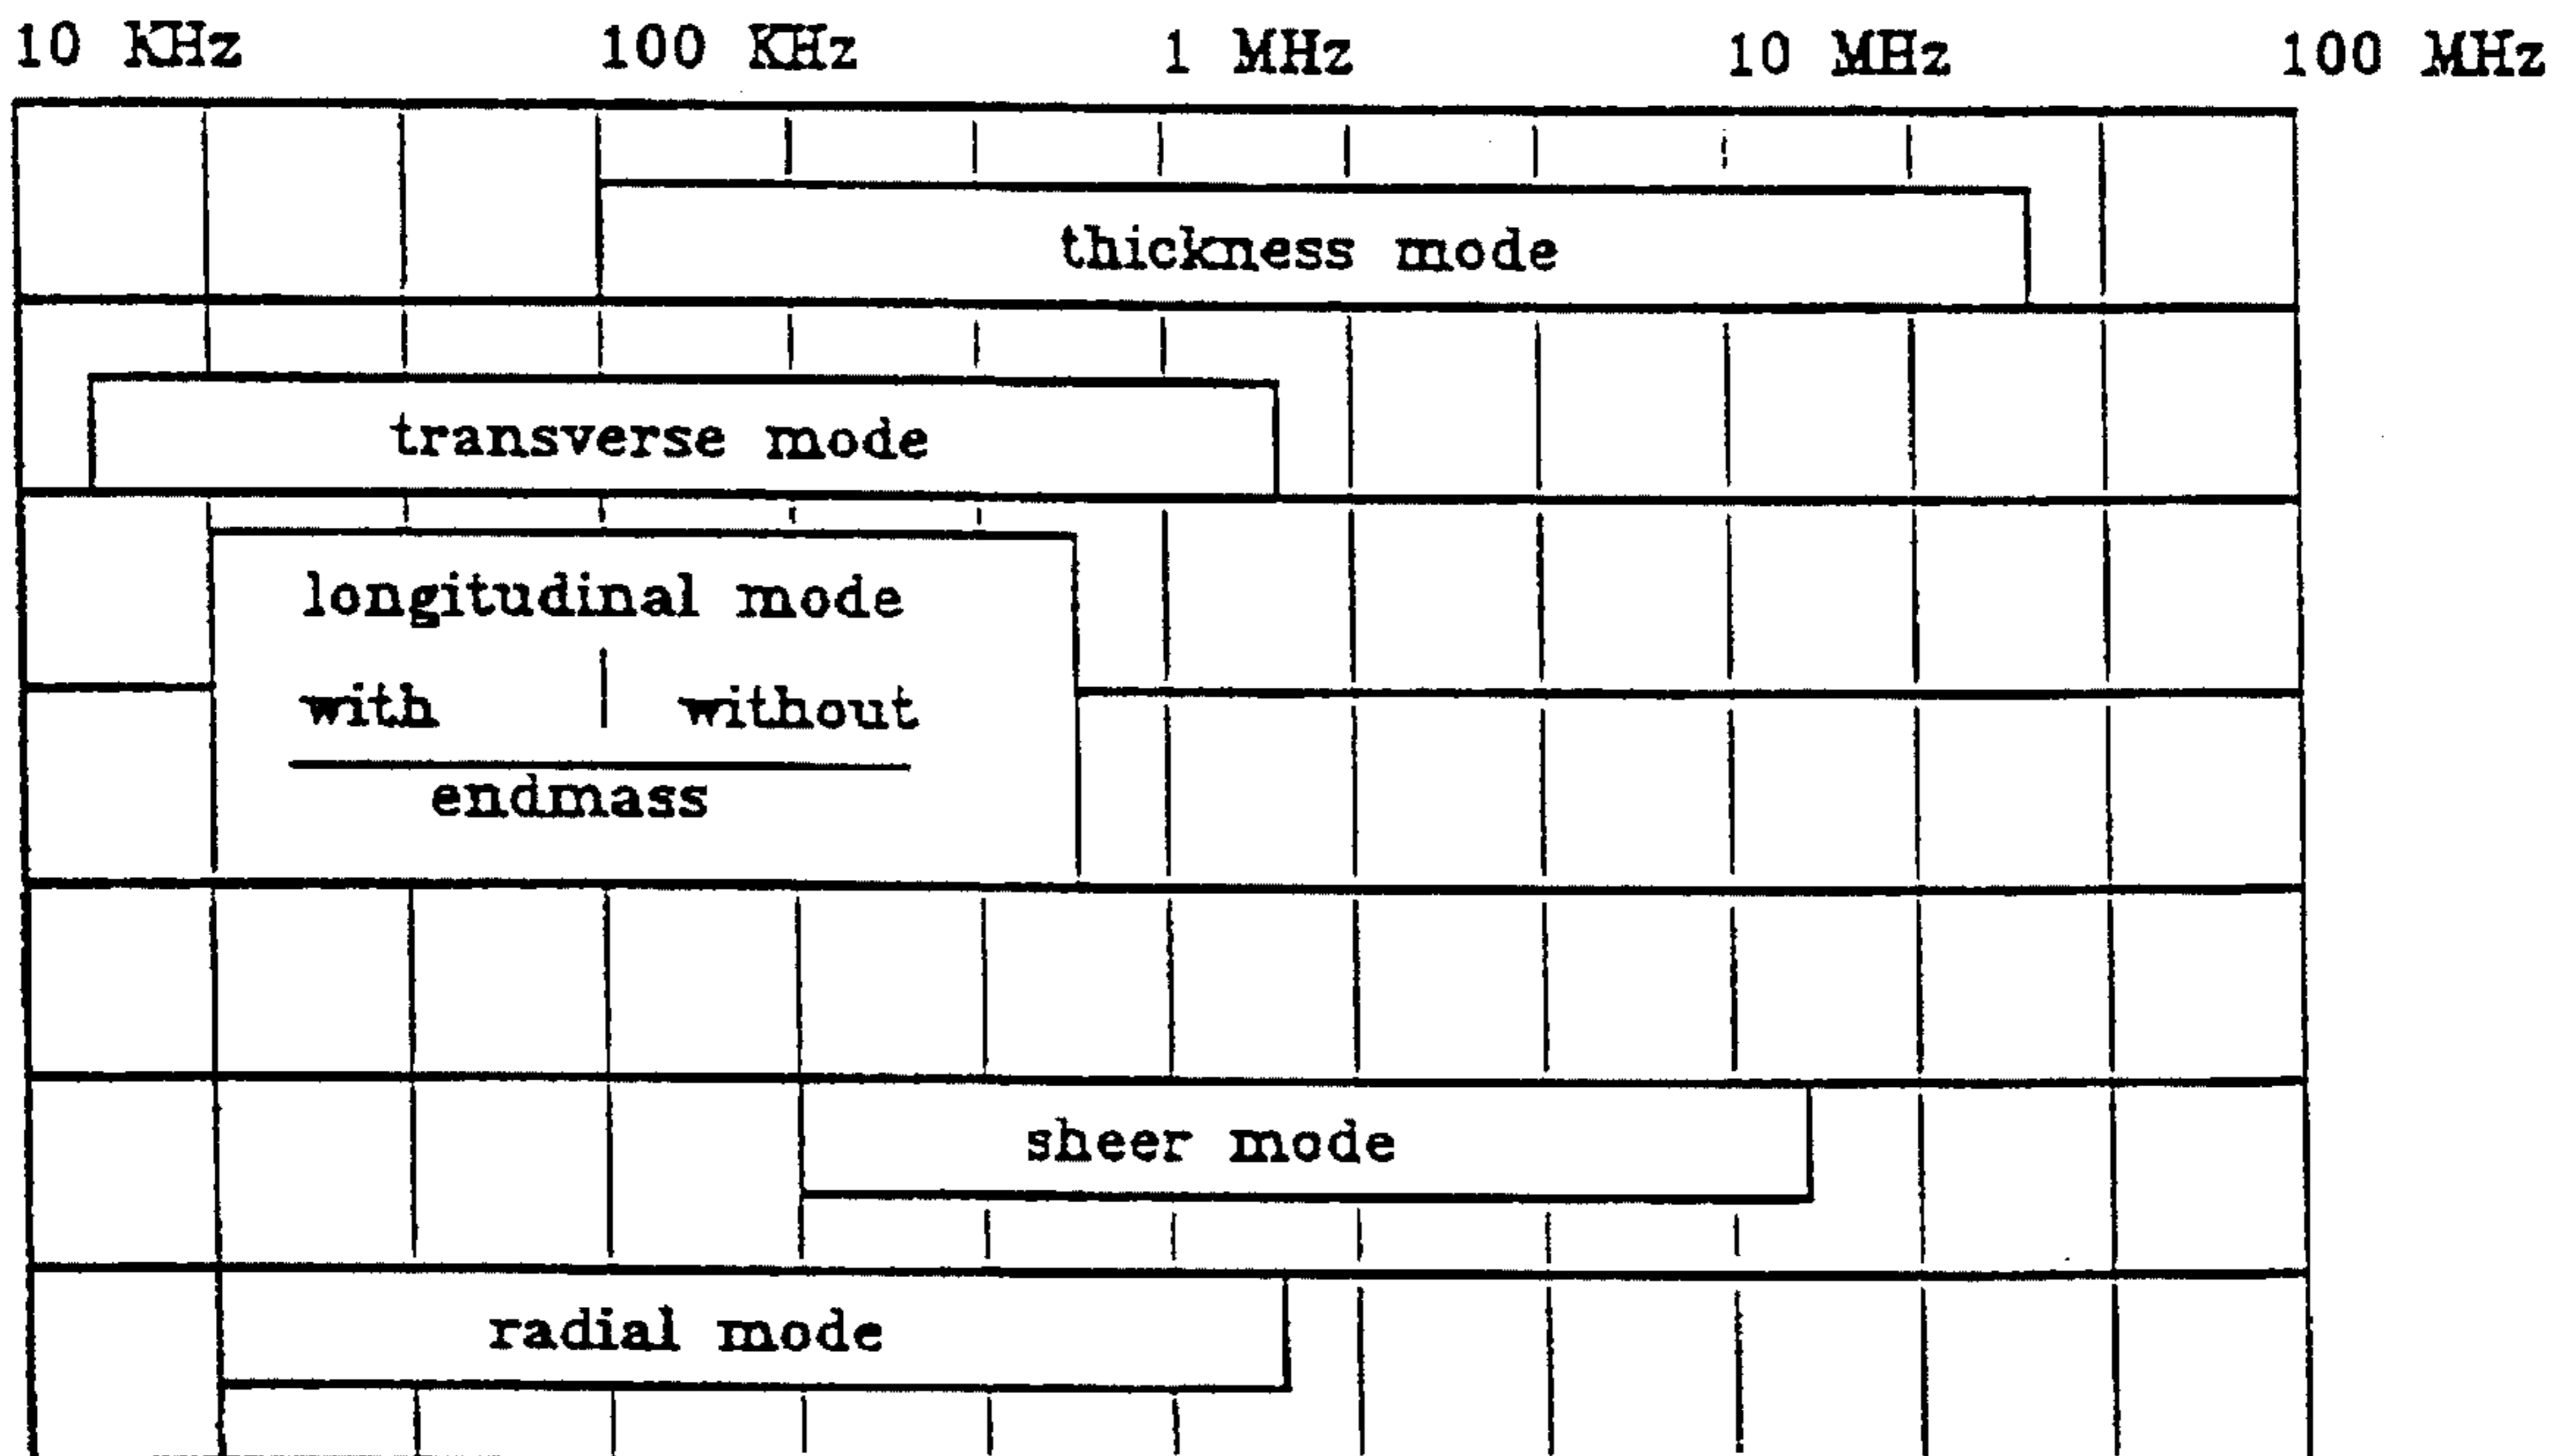 10 KHz 100 KHz 1 MHz 10 MHz 100 MHz
thickness mode
transverse mode
longitudinal mode
with | without
endmass
sheer mode
radial mode